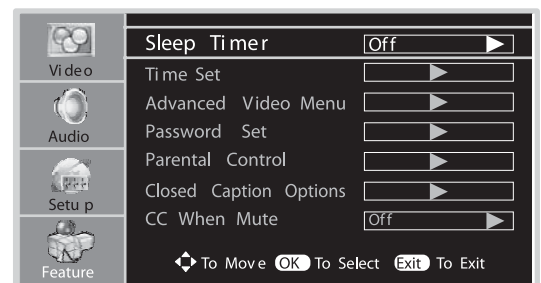 Video
Audio
Setu p
Feature
Sleep Timer Off
Time Set
Advanced Video Menu
Password Set
Parental Control
Closed Caption Options
CC When Mute Off
To Move OK To Select Exit To Exit